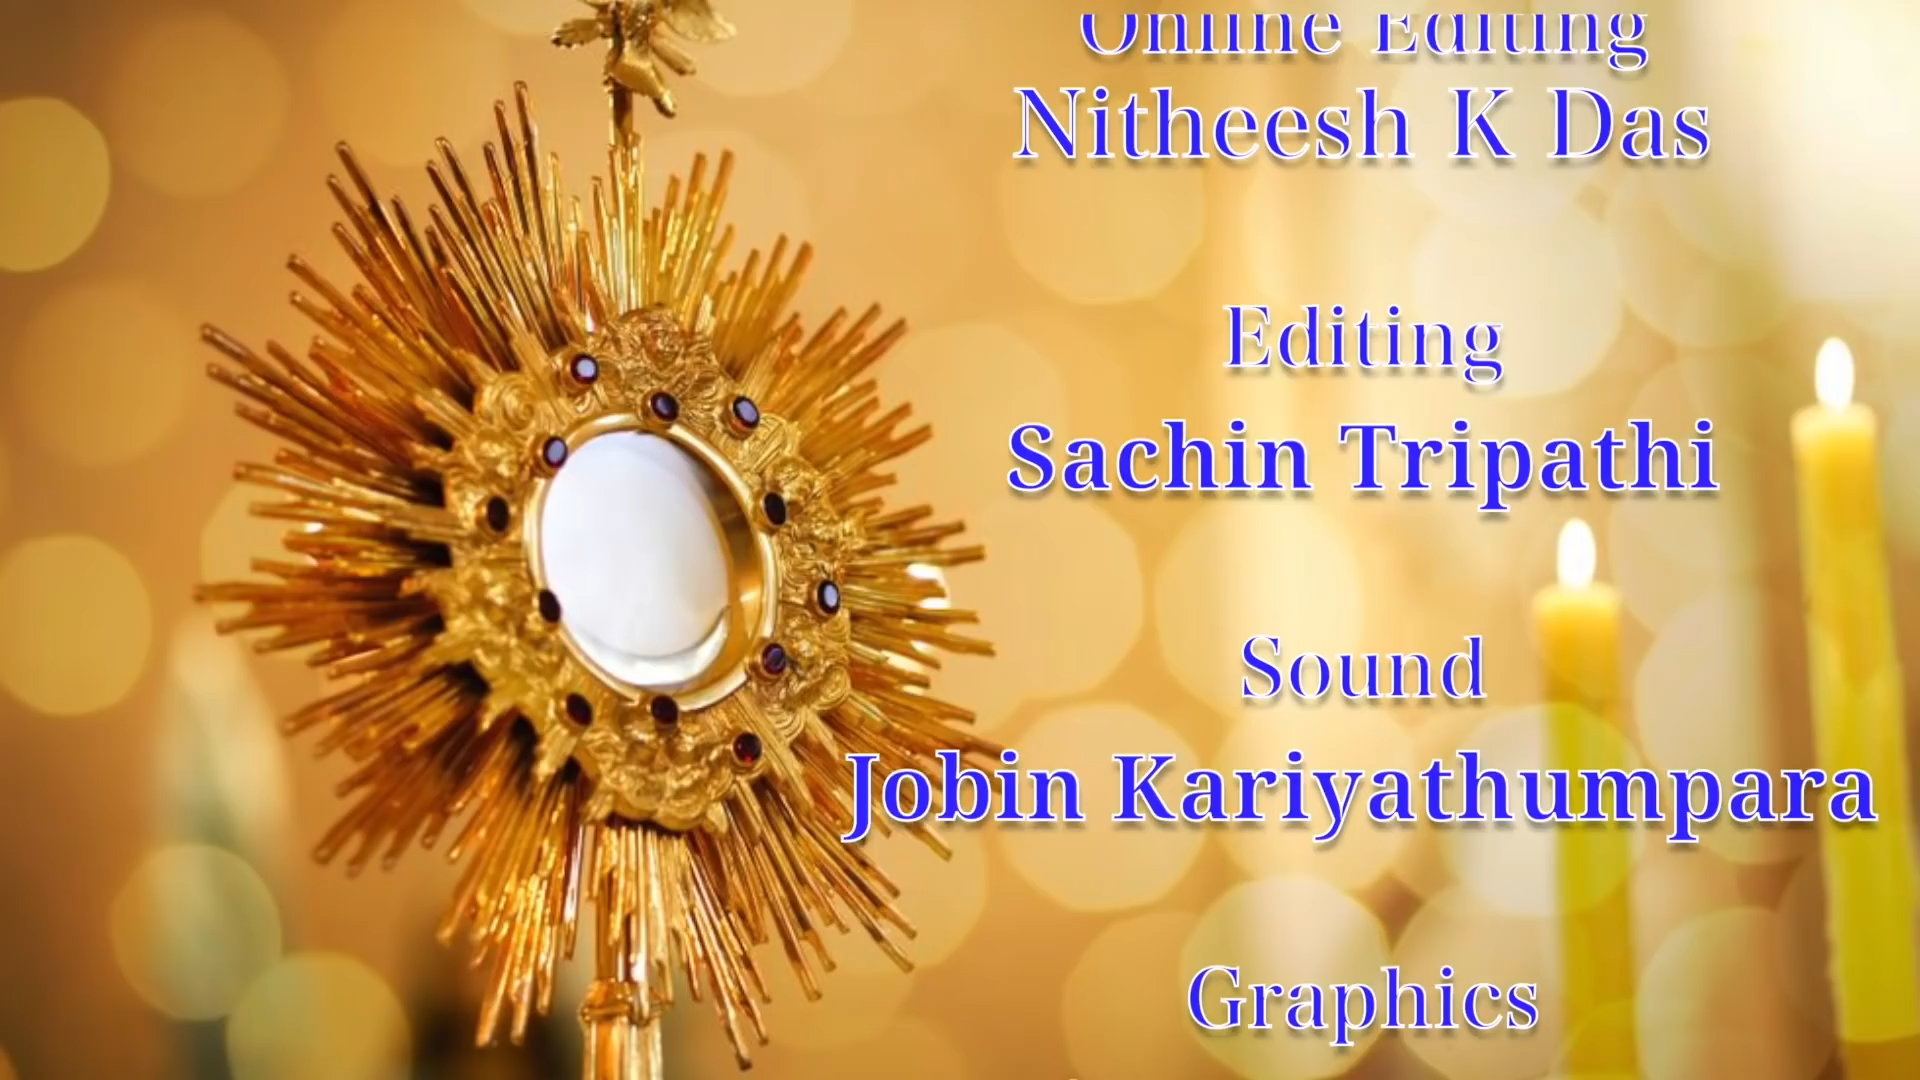 Online Editing
Nitheesh K Das
Editing
Sachin Tripathi
Sound
Jobin Kariyathumpara
Graphics